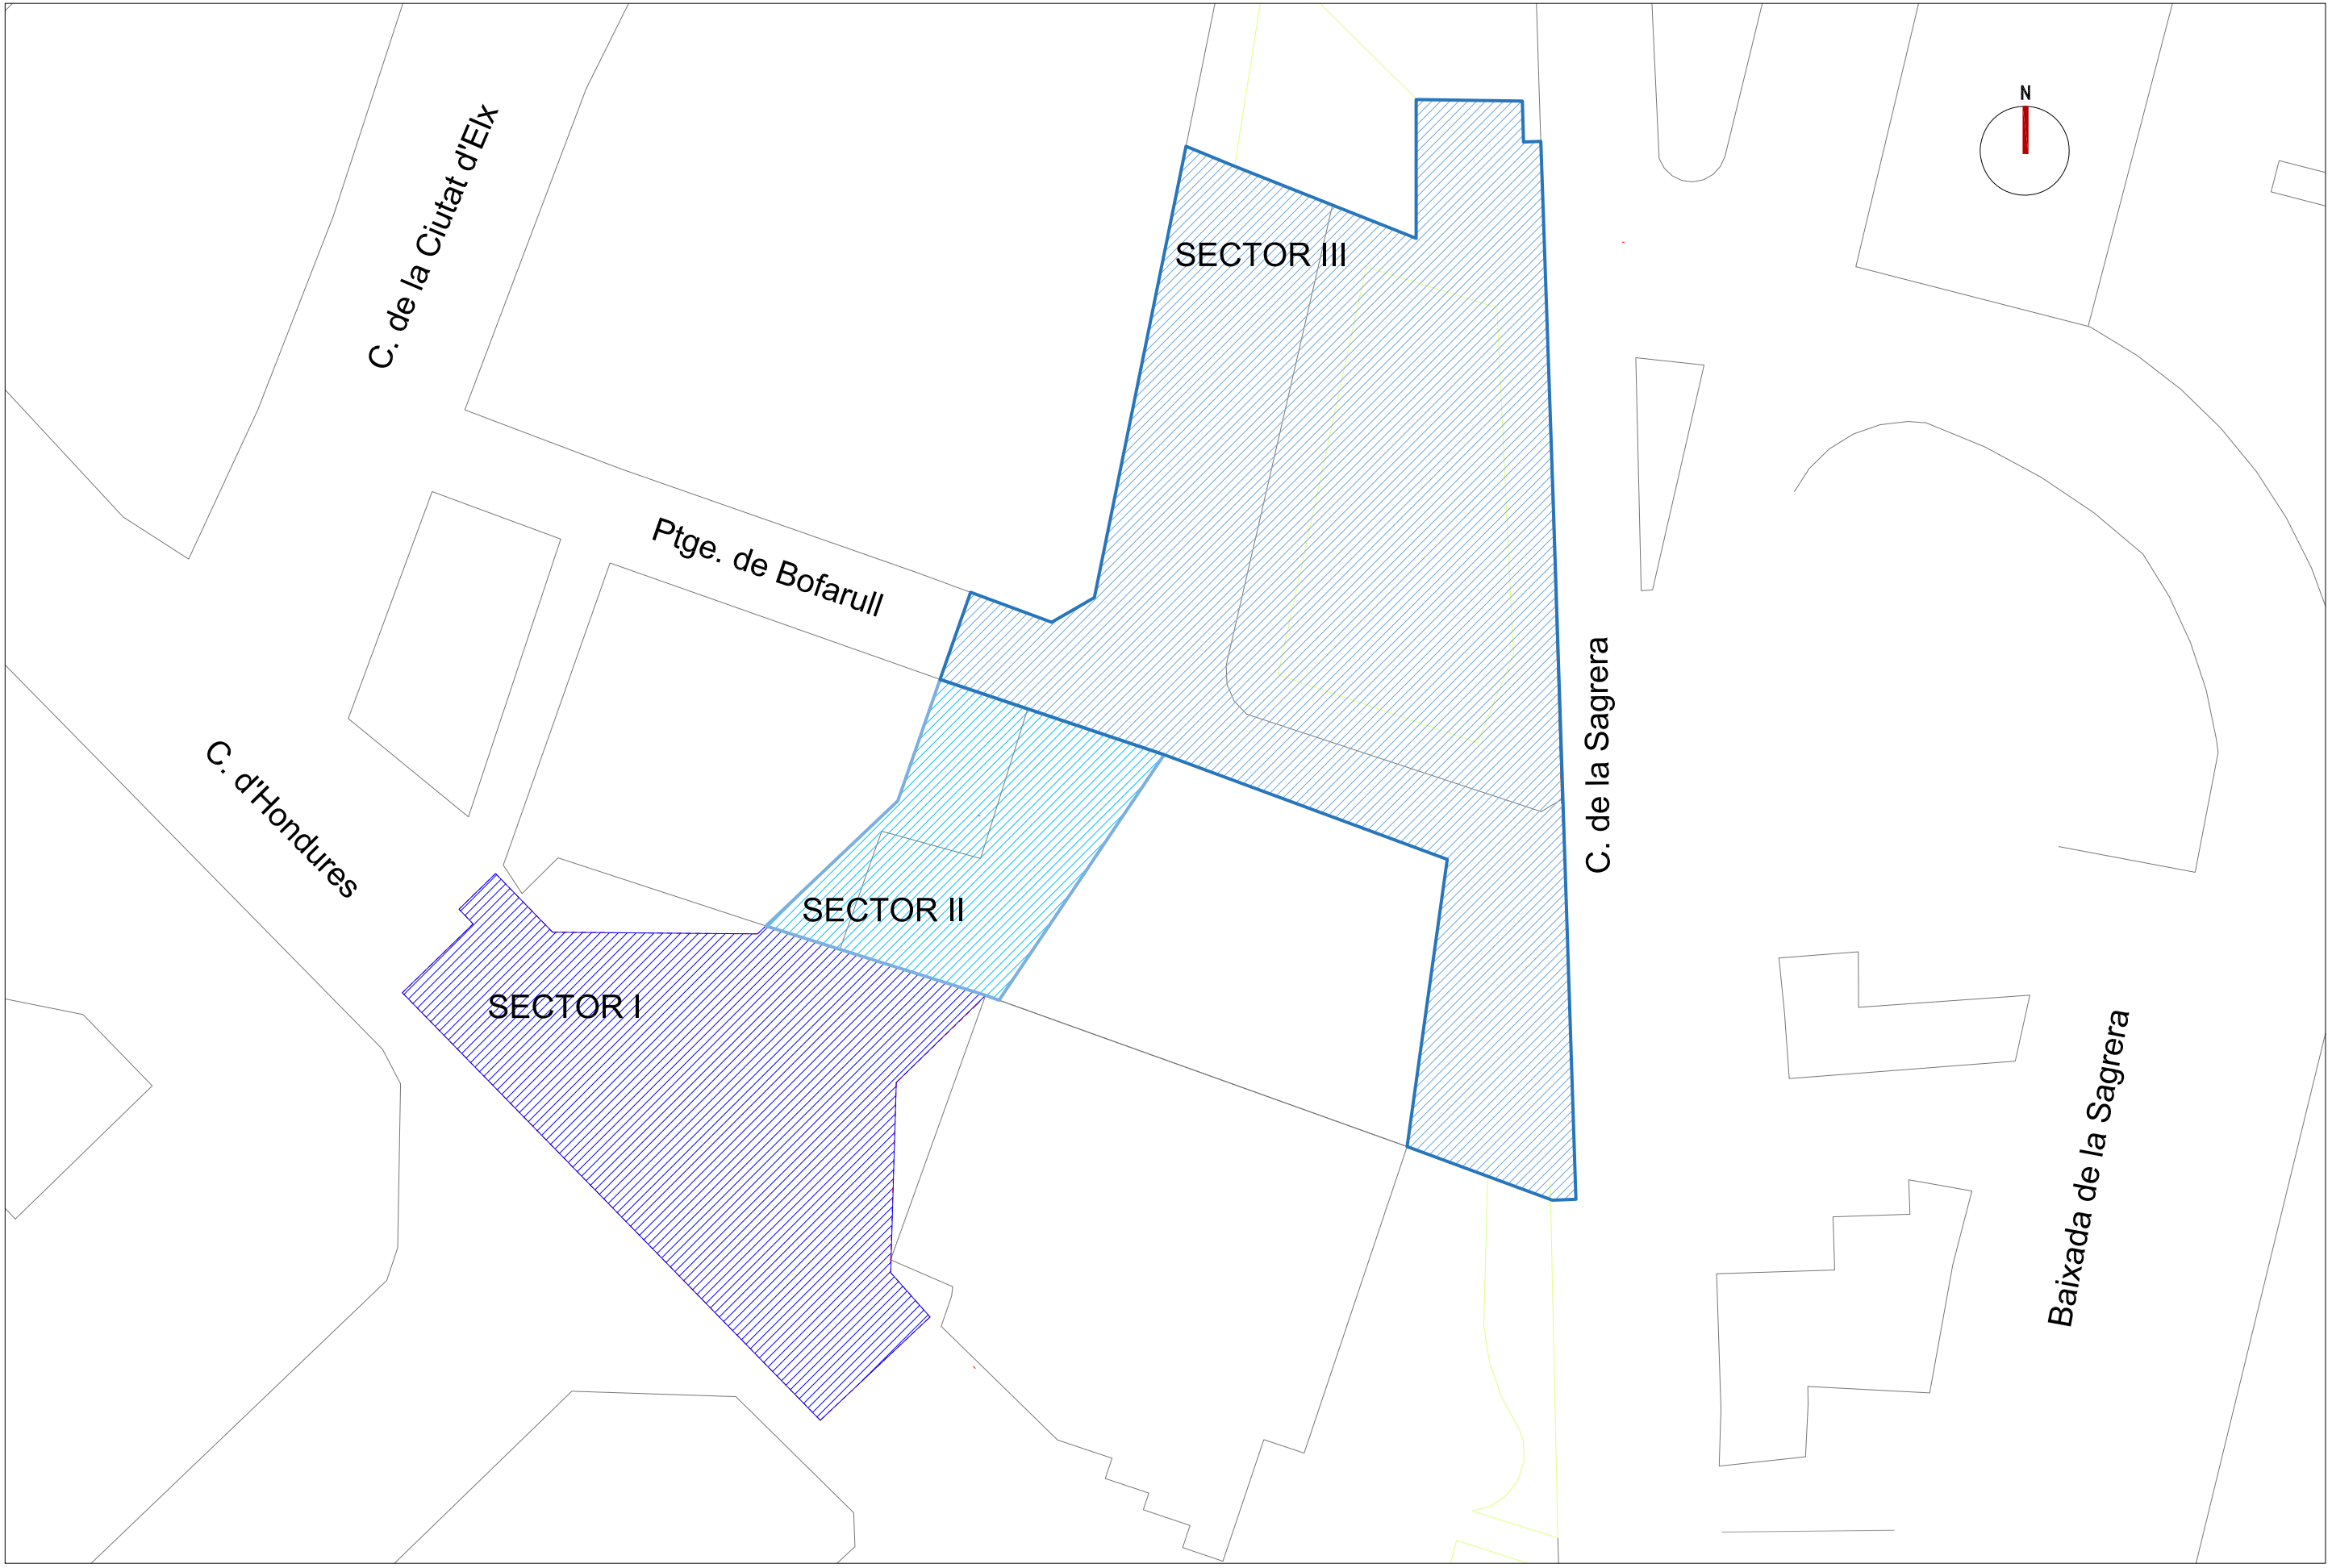 N
C. de la Ciutat d'Elx
SECTOR III
Ptge. de Bofarull
C. de la Sagrera
C. d'Hondures
SECTOR II
SECTOR I
Baixada de la Sagrera